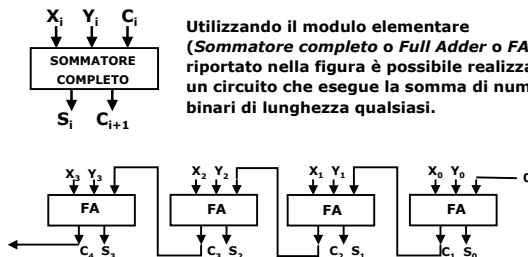 Xᵢ Yᵢ Cᵢ
SOMMATORE
COMPLETO
Sᵢ Cᵢ₊₁
Utilizzando il modulo elementare
(Sommatore completo o Full Adder o FA
riportato nella figura è possibile realizza
un circuito che esegue la somma di num
binari di lunghezza qualsiasi.
X₃ Y₃ X₂ Y₂ X₁ Y₁ X₀ Y₀ 0
FA FA FA FA
C₄ S₃ C₃ S₂ C₂ S₁ C₁ S₀